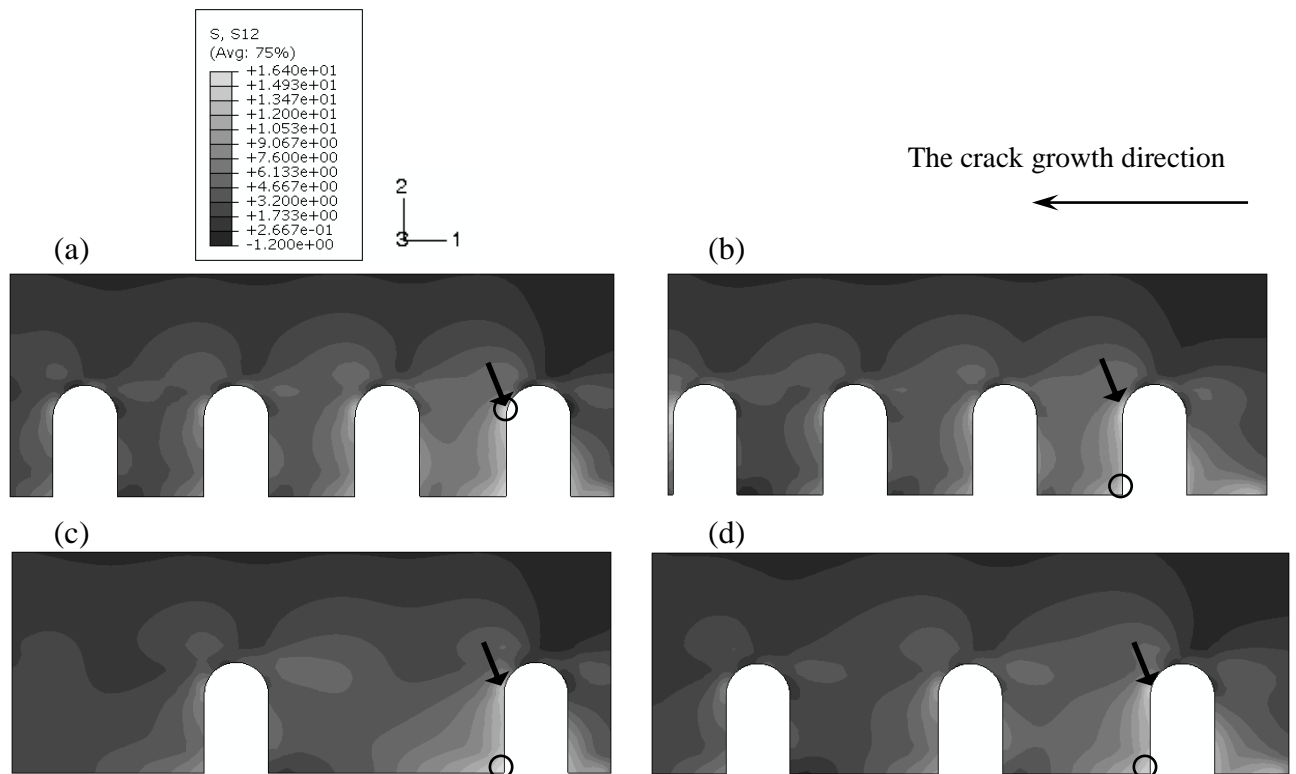 S, S12
(Avg: 75%)
+1.640e+01
+1.493e+01
+1.347e+01
+1.200e+01
+1.053e+01
+9.067e+00
+7.600e+00
+6.133e+00
+4.667e+00
+3.200e+00
+1.733e+00
+2.667e-01
-1.200e+00
2
3 1
The crack growth direction
(a)
(b)
(c)
(d)